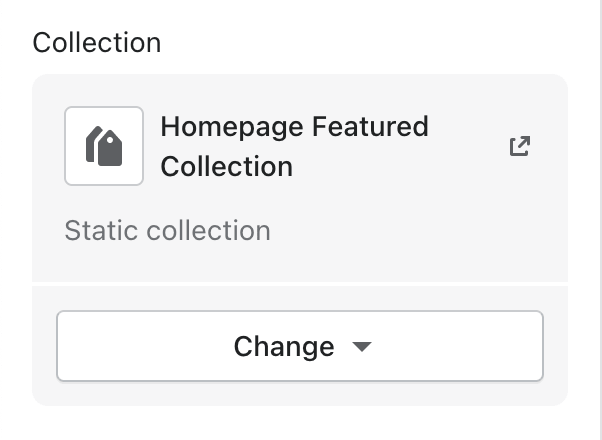 Collection
Homepage Featured
Collection
Static collection
Change